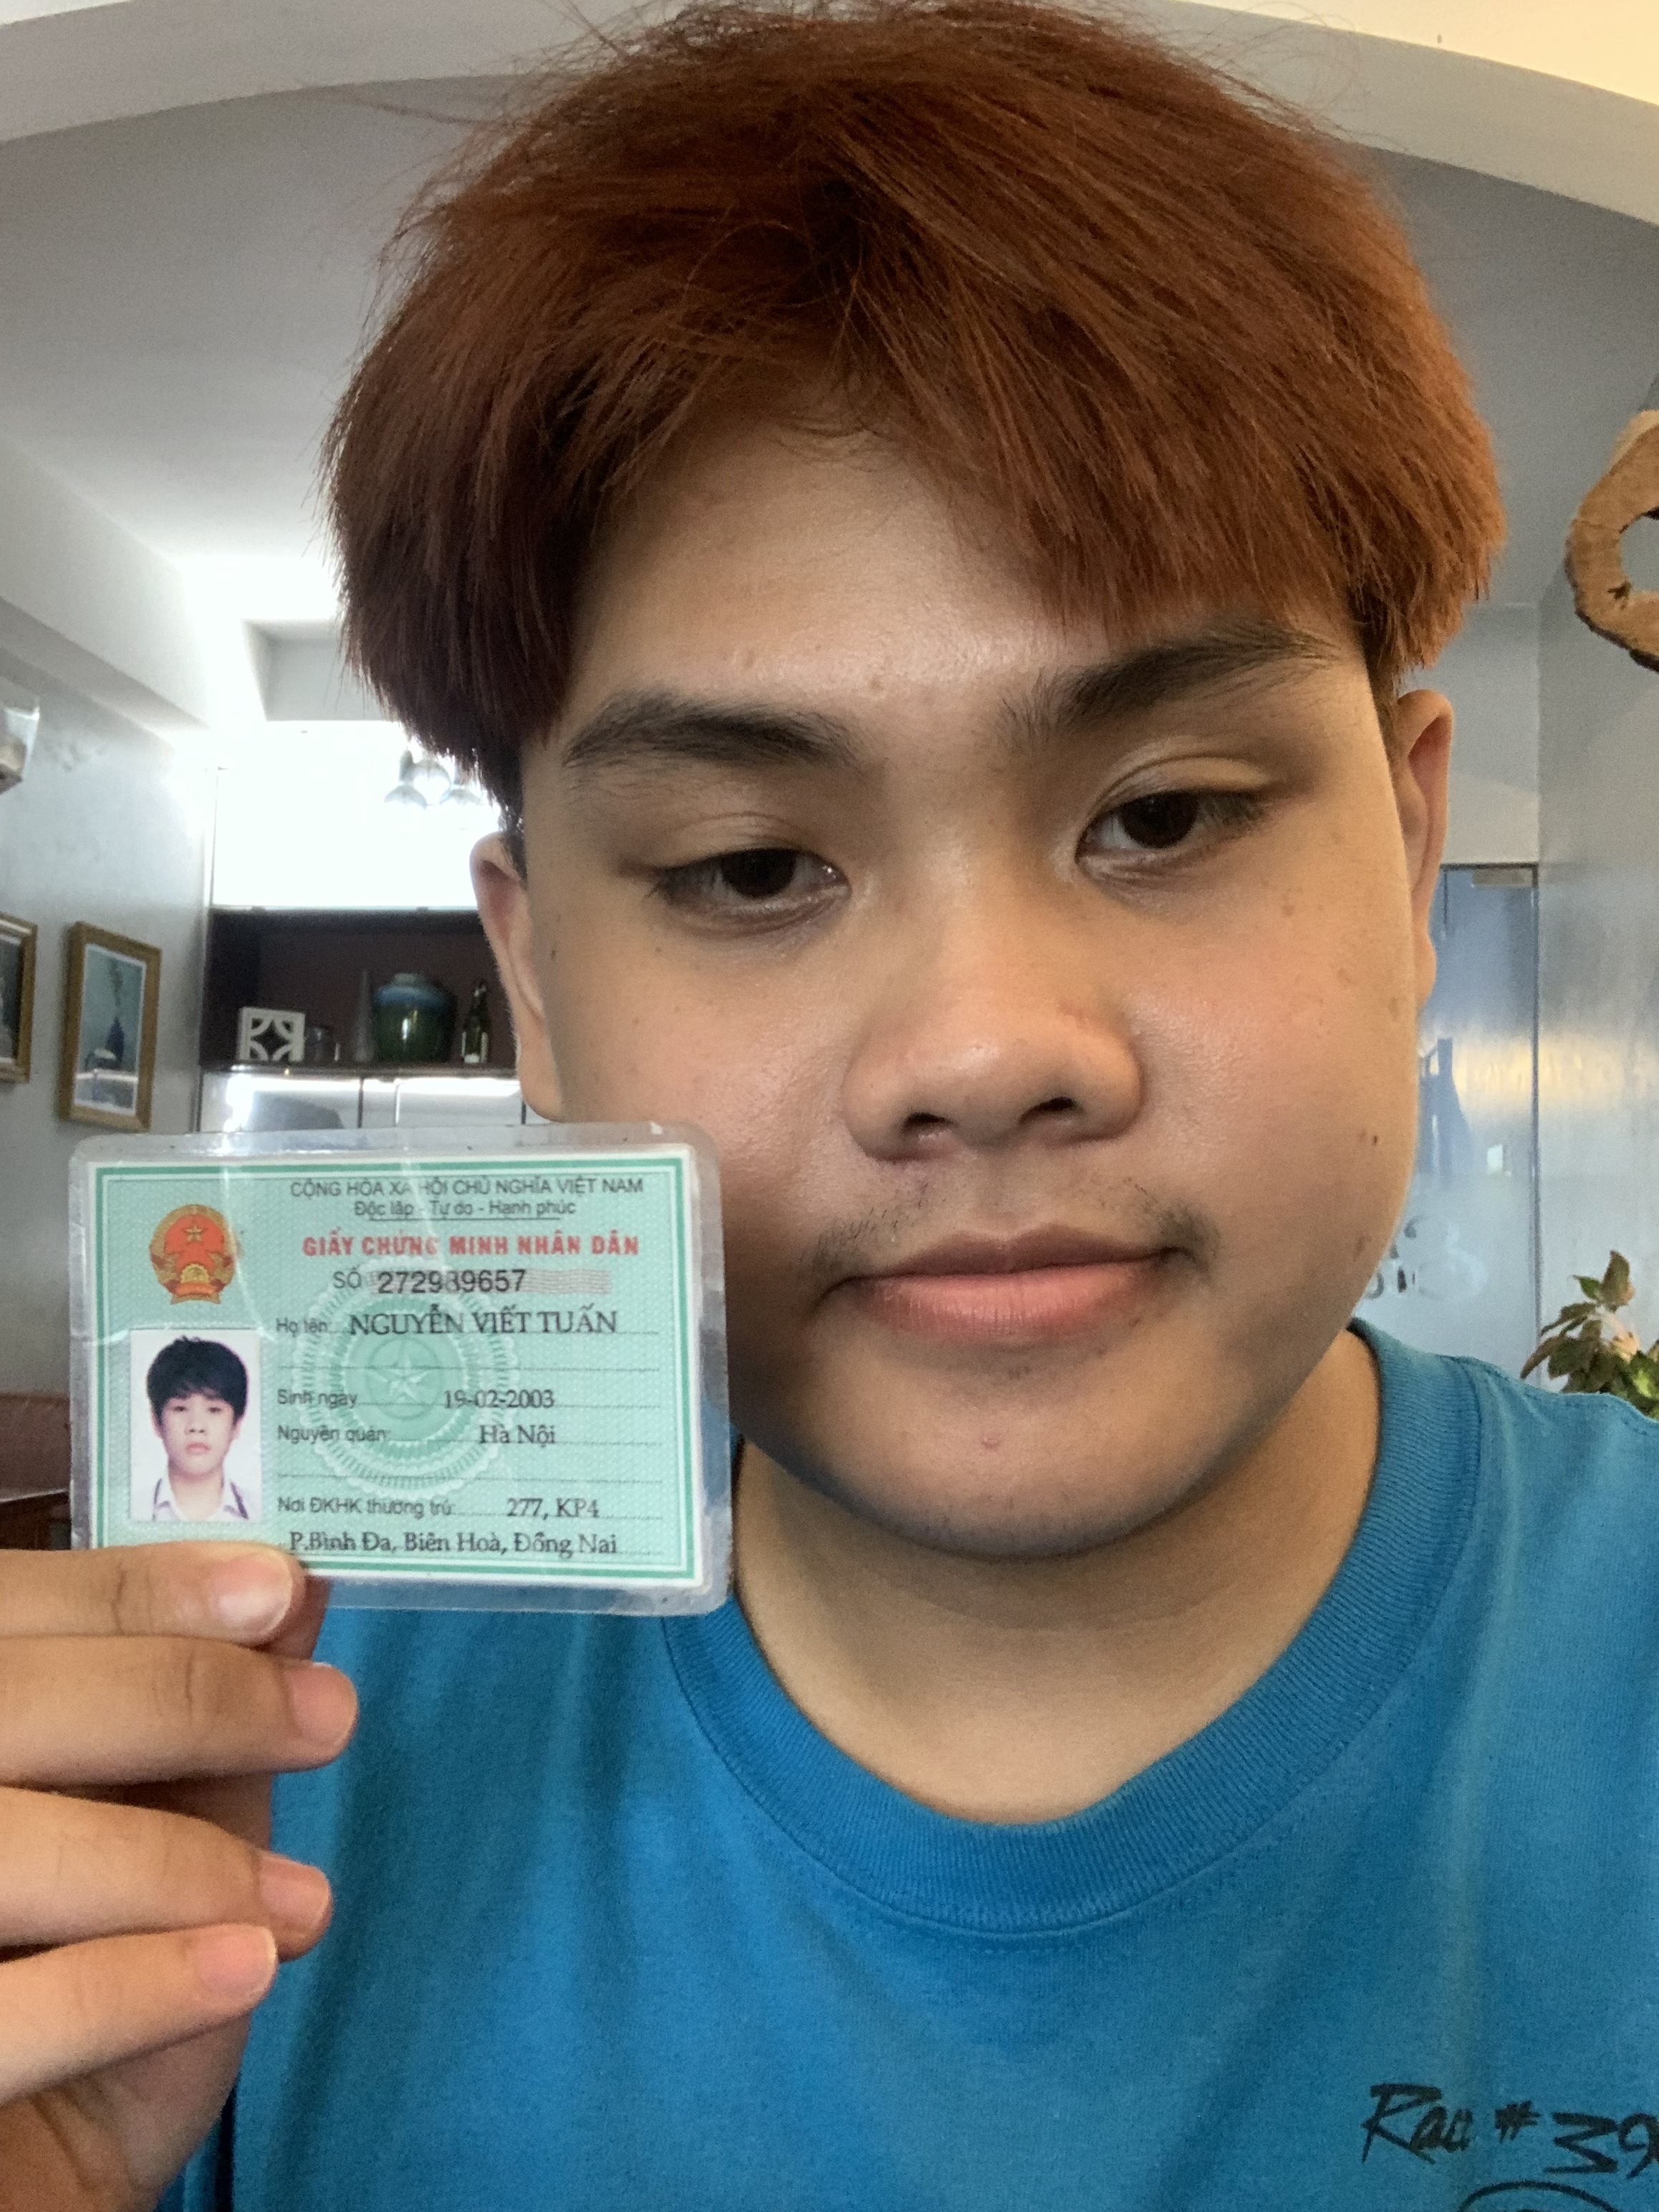 CỘNG HÒA XÃ HỘI CHỦ NGHĨA VIỆT NAM
Độc lập - Tự do - Hạnh phúc
GIẤY CHỨNG MINH NHÂN DÂN
SỐ 272989657
Họ tên: NGUYỄN VIẾT TUẤN
Sinh ngày 19-02-2003
Nguyên quán: Hà Nội
Nơi ĐKHK thường trú: 277, KP4
P.Bình Đa, Biên Hoà, Đồng Nai